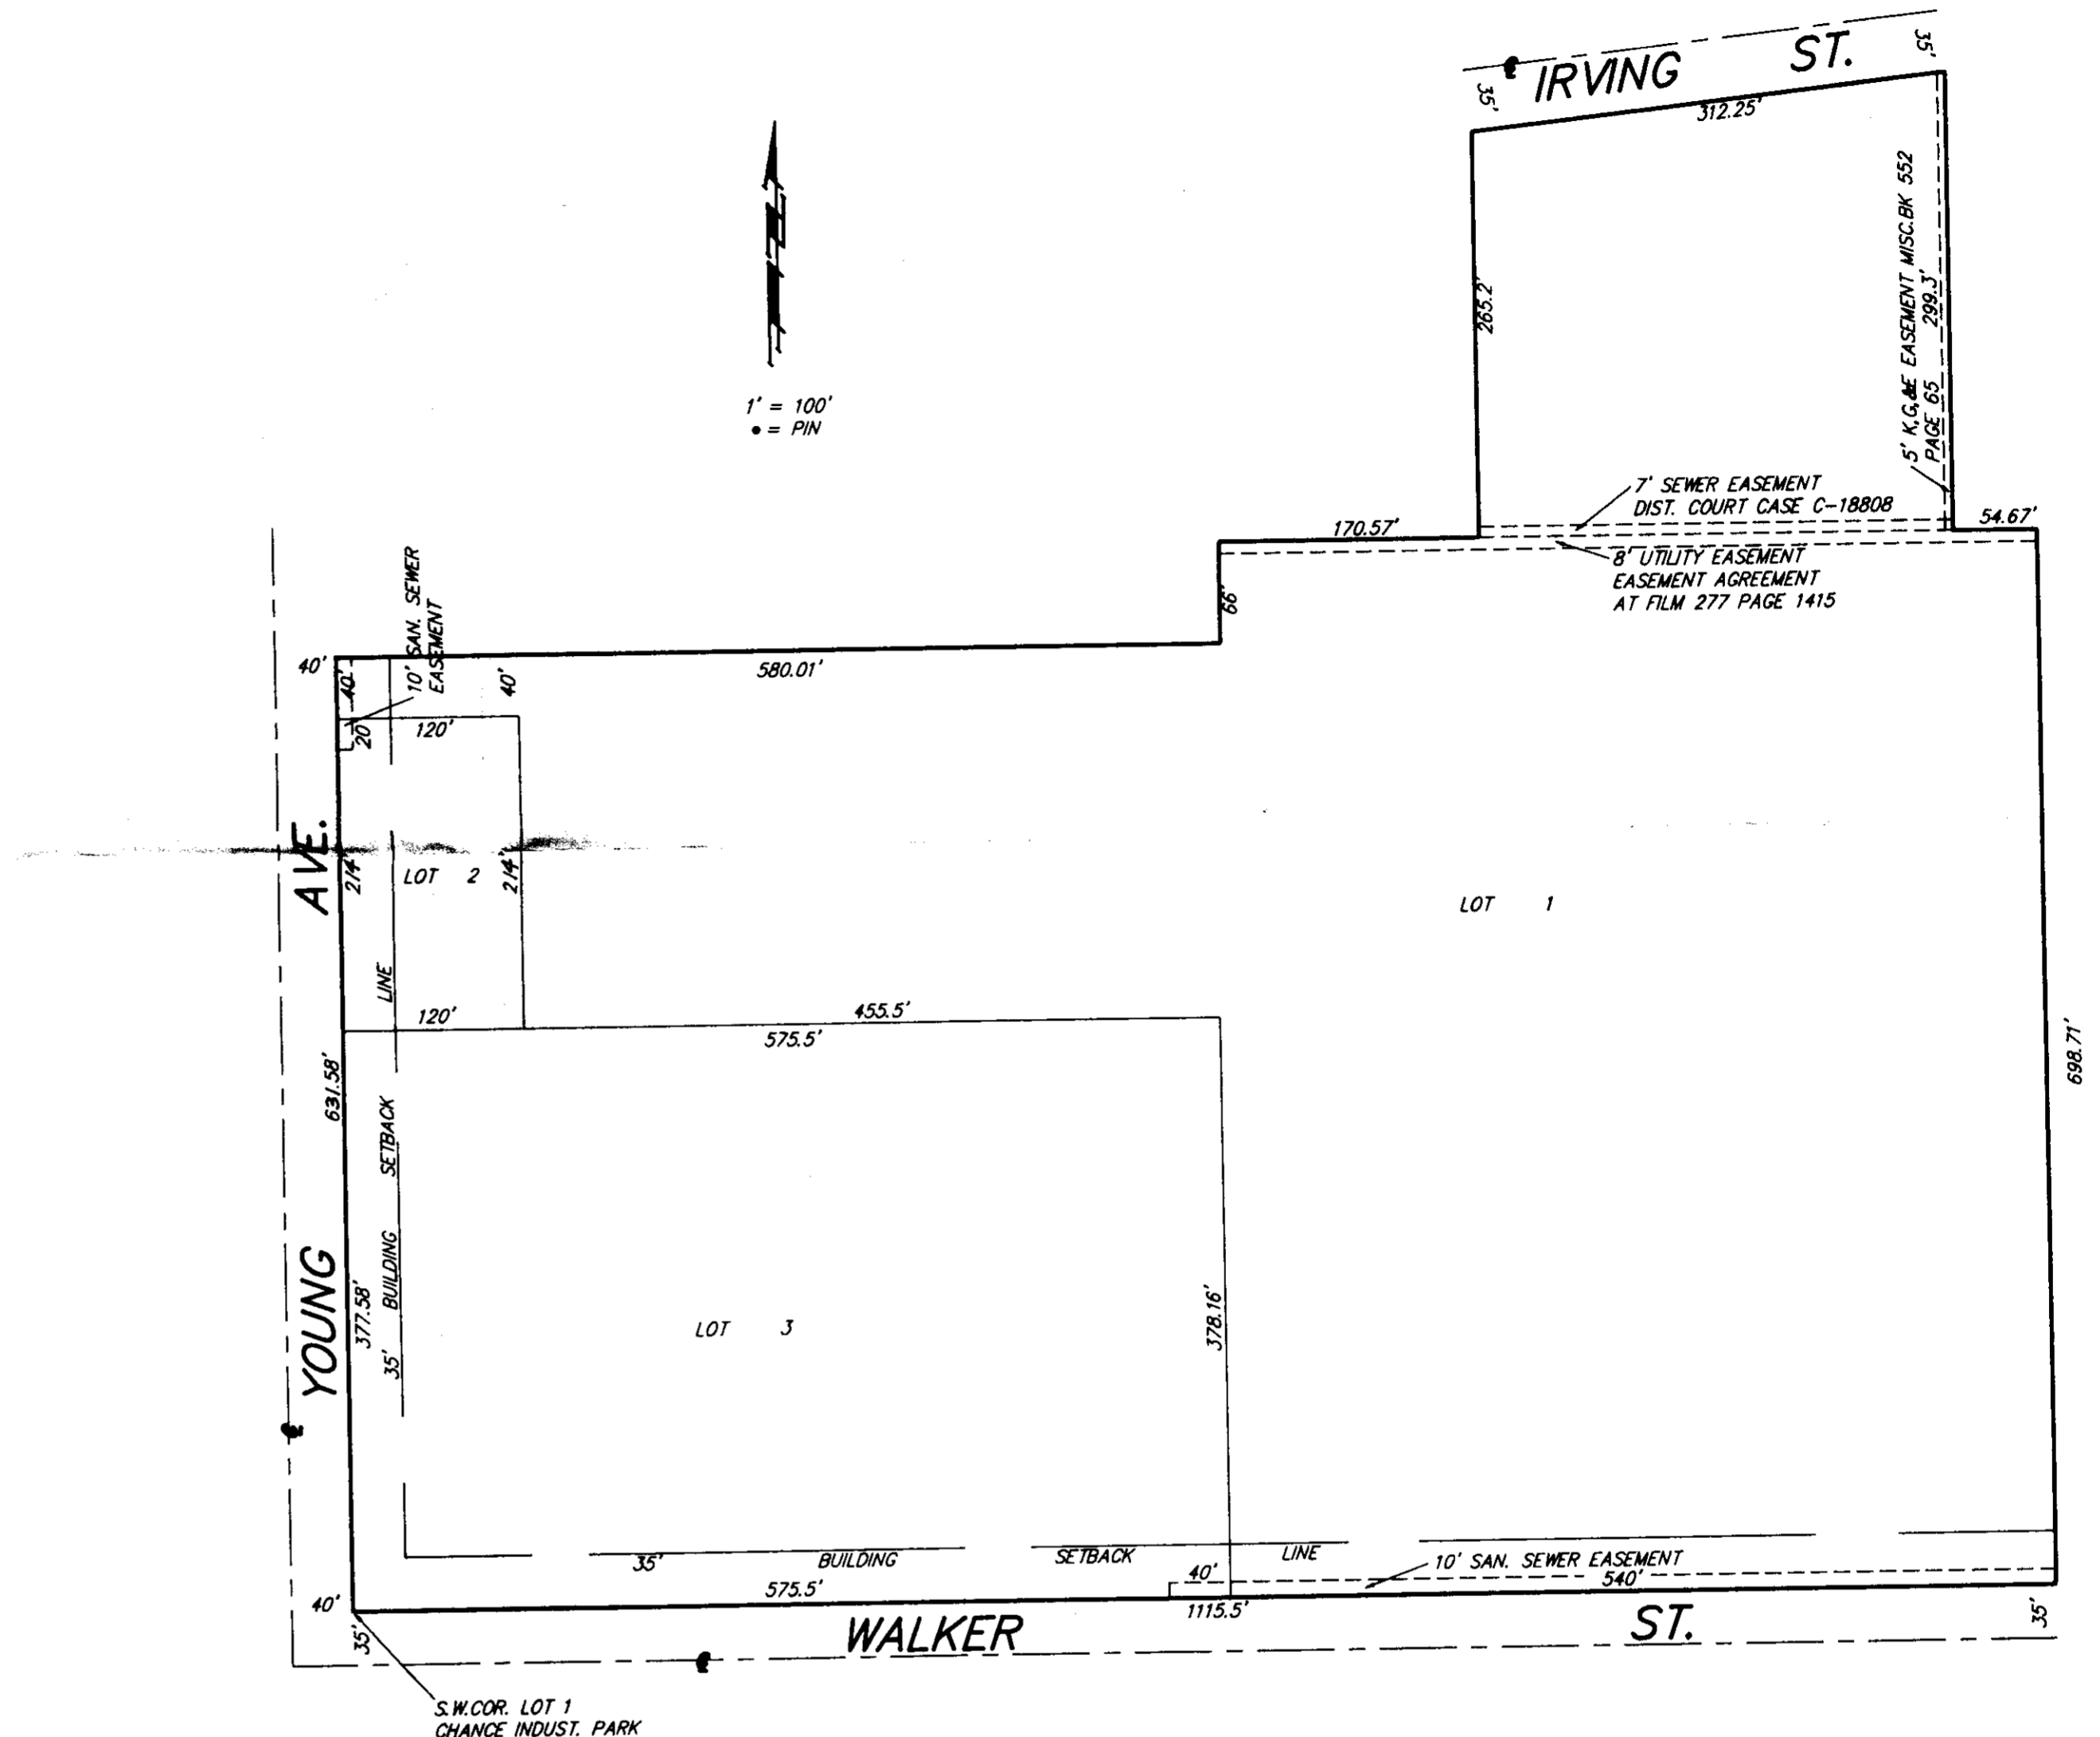 IRVING ST.
35'
35'
312.25'
265.2'
5' K,G,&E EASEMENT MISC.BK 552
PAGE 65 299.3'
1' = 100'
• = PIN
7' SEWER EASEMENT
DIST. COURT CASE C-18808
54.67'
170.57'
8' UTILITY EASEMENT
EASEMENT AGREEMENT
AT FILM 277 PAGE 1415
66'
10' SAN. SEWER
EASEMENT
40'
40'
40'
580.01'
20'
120'
AVE.
214'
LOT 2
214'
LOT 1
LINE
120'
455.5'
575.5'
631.58'
698.71'
SETBACK
BUILDING
35'
YOUNG
377.58'
LOT 3
378.16'
35' BUILDING SETBACK LINE
40'
10' SAN. SEWER EASEMENT
540'
575.5'
40'
1115.5'
35'
WALKER ST.
35'
S.W.COR. LOT 1
CHANCE INDUST. PARK